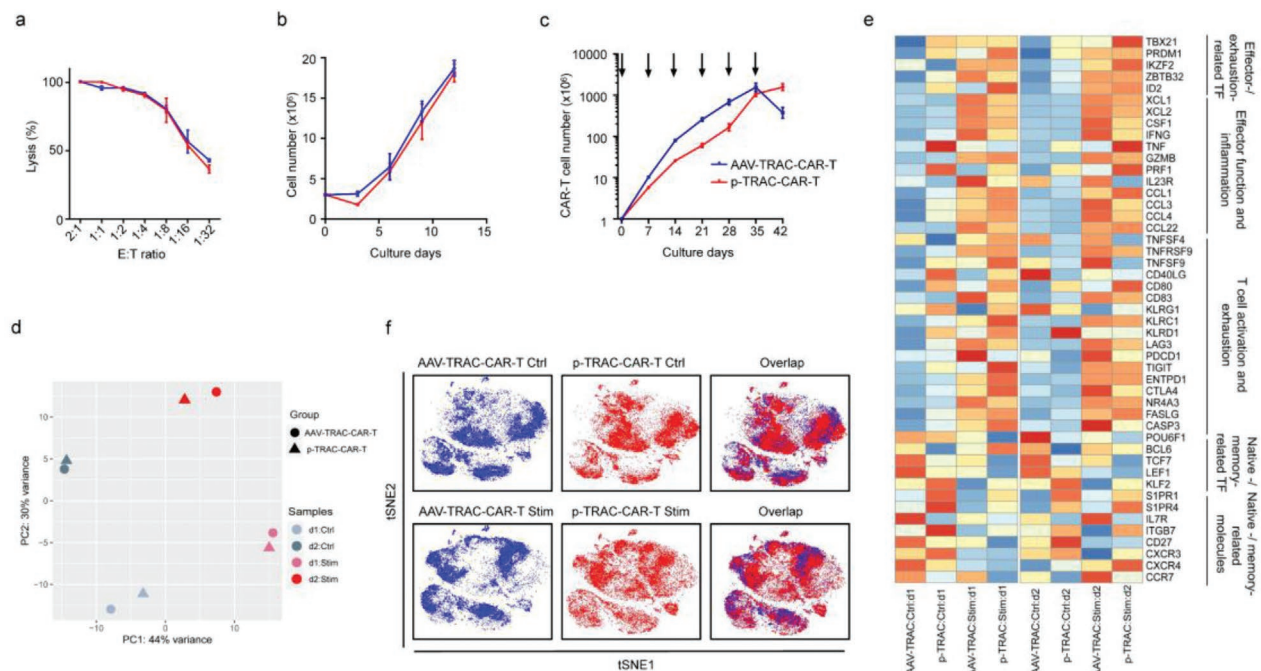 a
Lysis (%)
100
50
0
2:1
1:1
1:2
1:4
1:8
1:16
1:32
E:T ratio
b
Cell number (x10⁶)
20
15
10
5
0
0
5
10
15
Culture days
c
CAR-T cell number (x10⁶)
10000
1000
100
10
1
0
7
14
21
28
35
42
Culture days
AAV-TRAC-CAR-T
p-TRAC-CAR-T
d
PC2: 30% variance
10
5
0
−5
−10
−10
0
10
PC1: 44% variance
Group
AAV-TRAC-CAR-T
p-TRAC-CAR-T
Samples
d1:Ctrl
d2:Ctrl
d1:Stim
d2:Stim
f
AAV-TRAC-CAR-T Ctrl
p-TRAC-CAR-T Ctrl
Overlap
AAV-TRAC-CAR-T Stim
p-TRAC-CAR-T Stim
Overlap
tSNE2
tSNE1
e
TBX21
PRDM1
IKZF2
ZBTB32
ID2
XCL1
XCL2
CSF1
IFNG
TNF
GZMB
PRF1
IL23R
CCL1
CCL3
CCL4
CCL22
TNFSF4
TNFRSF9
TNFSF9
CD40LG
CD80
CD83
KLRG1
KLRC1
KLRD1
LAG3
PDCD1
TIGIT
ENTPD1
CTLA4
NR4A3
FASLG
CASP3
POU6F1
BCL6
TCF7
LEF1
KLF2
S1PR1
S1PR4
IL7R
ITGB7
CD27
CXCR3
CXCR4
CCR7
Effector-/
exhaustion-
related TF
Effector function and
inflammation
T cell activation and
exhaustion
Native -/
memory-
related TF
Native -/ memory-
related
molecules
AAV-TRAC:Ctrl:d1
p-TRAC:Ctrl:d1
AAV-TRAC:Stim:d1
p-TRAC:Stim:d1
AAV-TRAC:Ctrl:d2
p-TRAC:Ctrl:d2
AAV-TRAC:Stim:d2
p-TRAC:Stim:d2